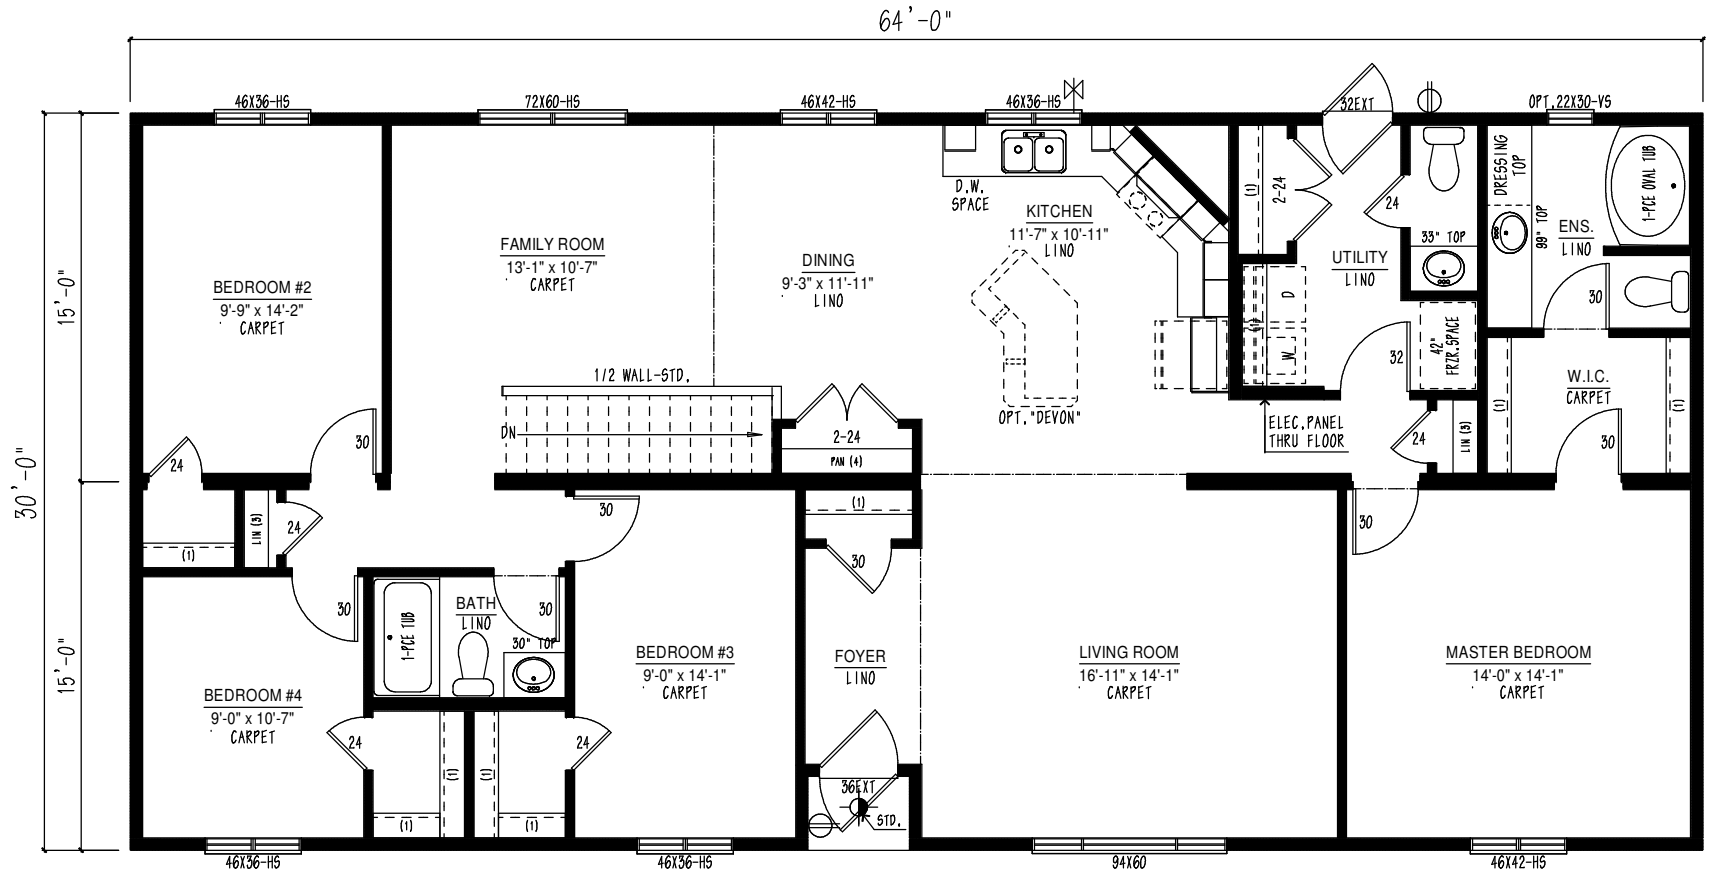 64'-0"
46X36-HS
72X60-HS
46X42-HS
46X36-HS
32EXT
OPT.22X30-VS
15'-0"
30'-0"
15'-0"
BEDROOM #2
9'-9" x 14'-2"
CARPET
FAMILY ROOM
13'-1" x 10'-7"
CARPET
DINING
9'-3" x 11'-11"
LINO
D.W.
SPACE
KITCHEN
11'-7" x 10'-11"
LINO
OPT."DEVON"
(1)
2-24
UTILITY
LINO
24
33" TOP
D
W
32
42"
FRZR.SPACE
DRESSING
TOP
99" TOP
1-PCE OVAL TUB
ENS.
LINO
30
W.I.C.
CARPET
(1)
(1)
30
1/2 WALL-STD.
DN
2-24
PAN (4)
ELEC.PANEL
THRU FLOOR
24
LIN (3)
24
30
(1)
LIN (3)
24
30
(1)
30
30
30
BATH
LINO
1-PCE TUB
30
30" TOP
BEDROOM #4
9'-0" x 10'-7"
CARPET
24
(1)
(1)
(1)
(1)
24
BEDROOM #3
9'-0" x 14'-1"
CARPET
FOYER
LINO
36EXT
STD.
LIVING ROOM
16'-11" x 14'-1"
CARPET
MASTER BEDROOM
14'-0" x 14'-1"
CARPET
46X36-HS
46X36-HS
94X60
46X42-HS